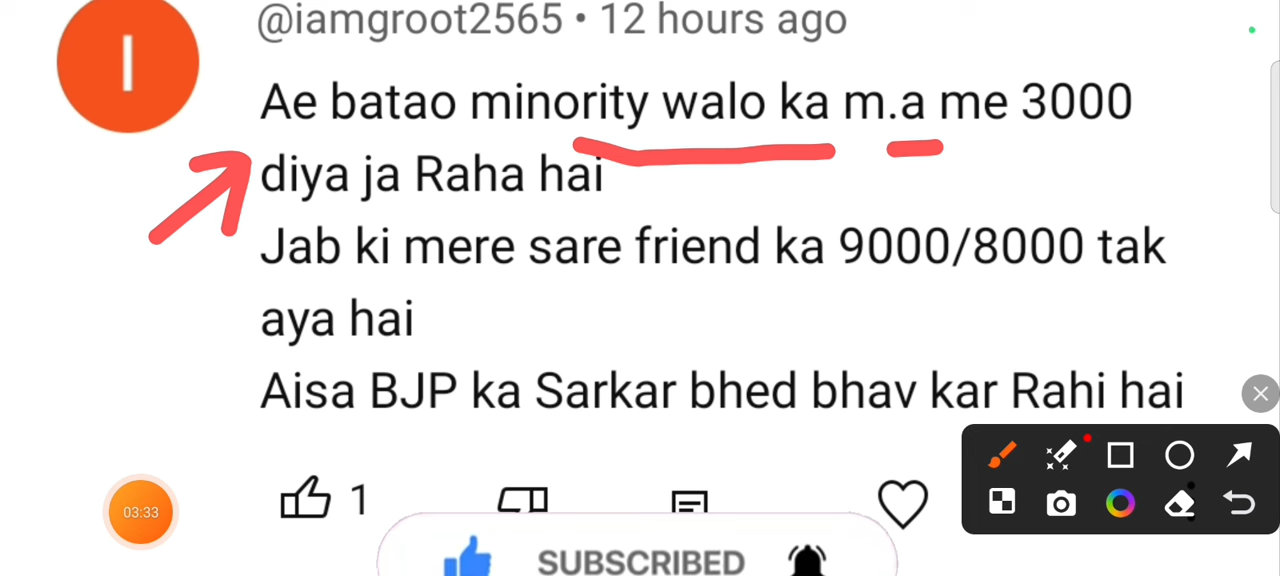 @iamgroot2565 • 12 hours ago
I
Ae batao minority walo ka m.a me 3000
diya ja Raha hai
Jab ki mere sare friend ka 9000/8000 tak
aya hai
Aisa BJP ka Sarkar bhed bhav kar Rahi hai
1
03:33
SUBSCRIBED